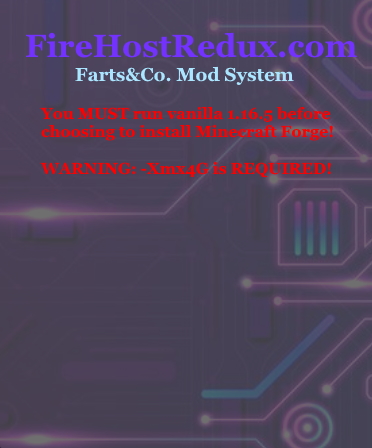 FireHostRedux.com
Farts&Co. Mod System
You MUST run vanilla 1.16.5 before
choosing to install Minecraft Forge!
WARNING: -Xmx4G is REQUIRED!